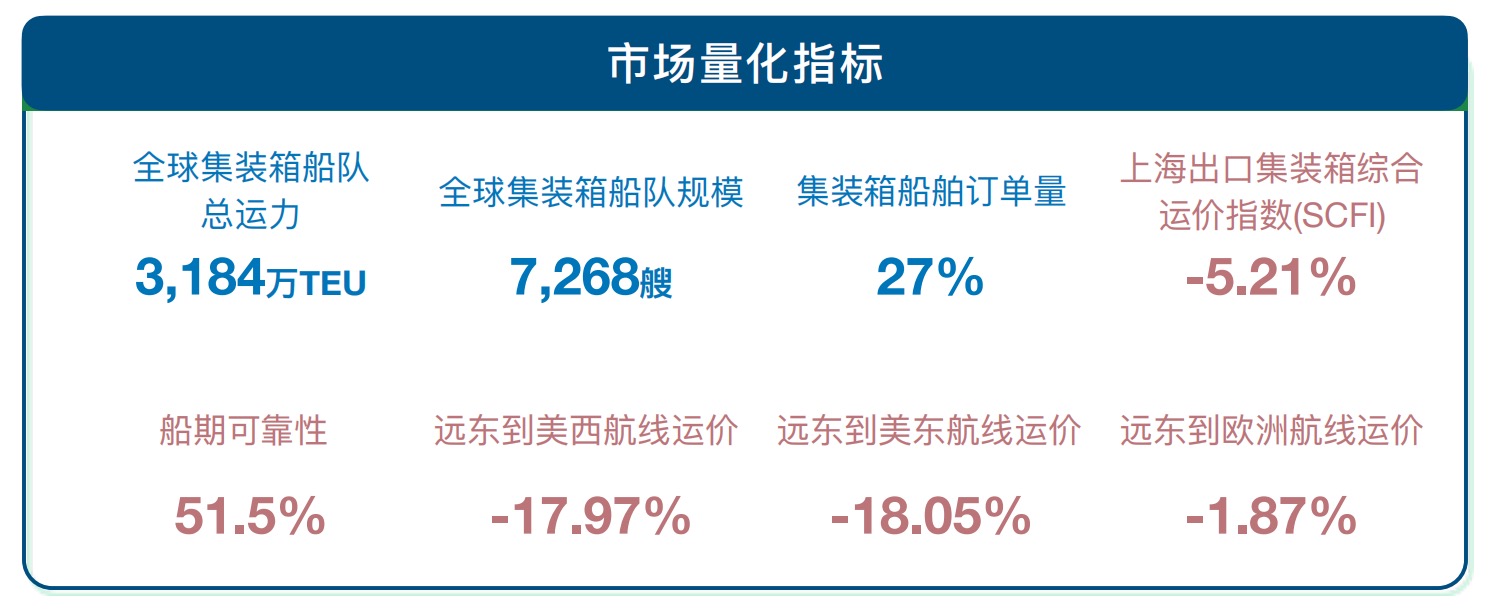 市场量化指标
全球集装箱船队
总运力
3,184万TEU
全球集装箱船队规模
7,268艘
集装箱船舶订单量
27%
上海出口集装箱综合
运价指数(SCFI)
-5.21%
船期可靠性
51.5%
远东到美西航线运价
-17.97%
远东到美东航线运价
-18.05%
远东到欧洲航线运价
-1.87%